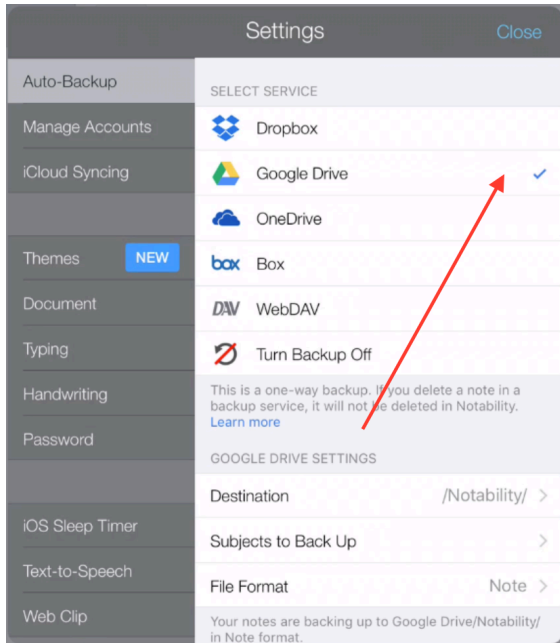 Settings
Close
Auto-Backup
Manage Accounts
iCloud Syncing
Themes NEW
Document
Typing
Handwriting
Password
iOS Sleep Timer
Text-to-Speech
Web Clip
SELECT SERVICE
Dropbox
Google Drive
OneDrive
box Box
DAV WebDAV
Turn Backup Off
This is a one-way backup. If you delete a note in a
backup service, it will not be deleted in Notability.
Learn more
GOOGLE DRIVE SETTINGS
Destination /Notability/
Subjects to Back Up
File Format Note
Your notes are backing up to Google Drive/Notability/
in Note format.